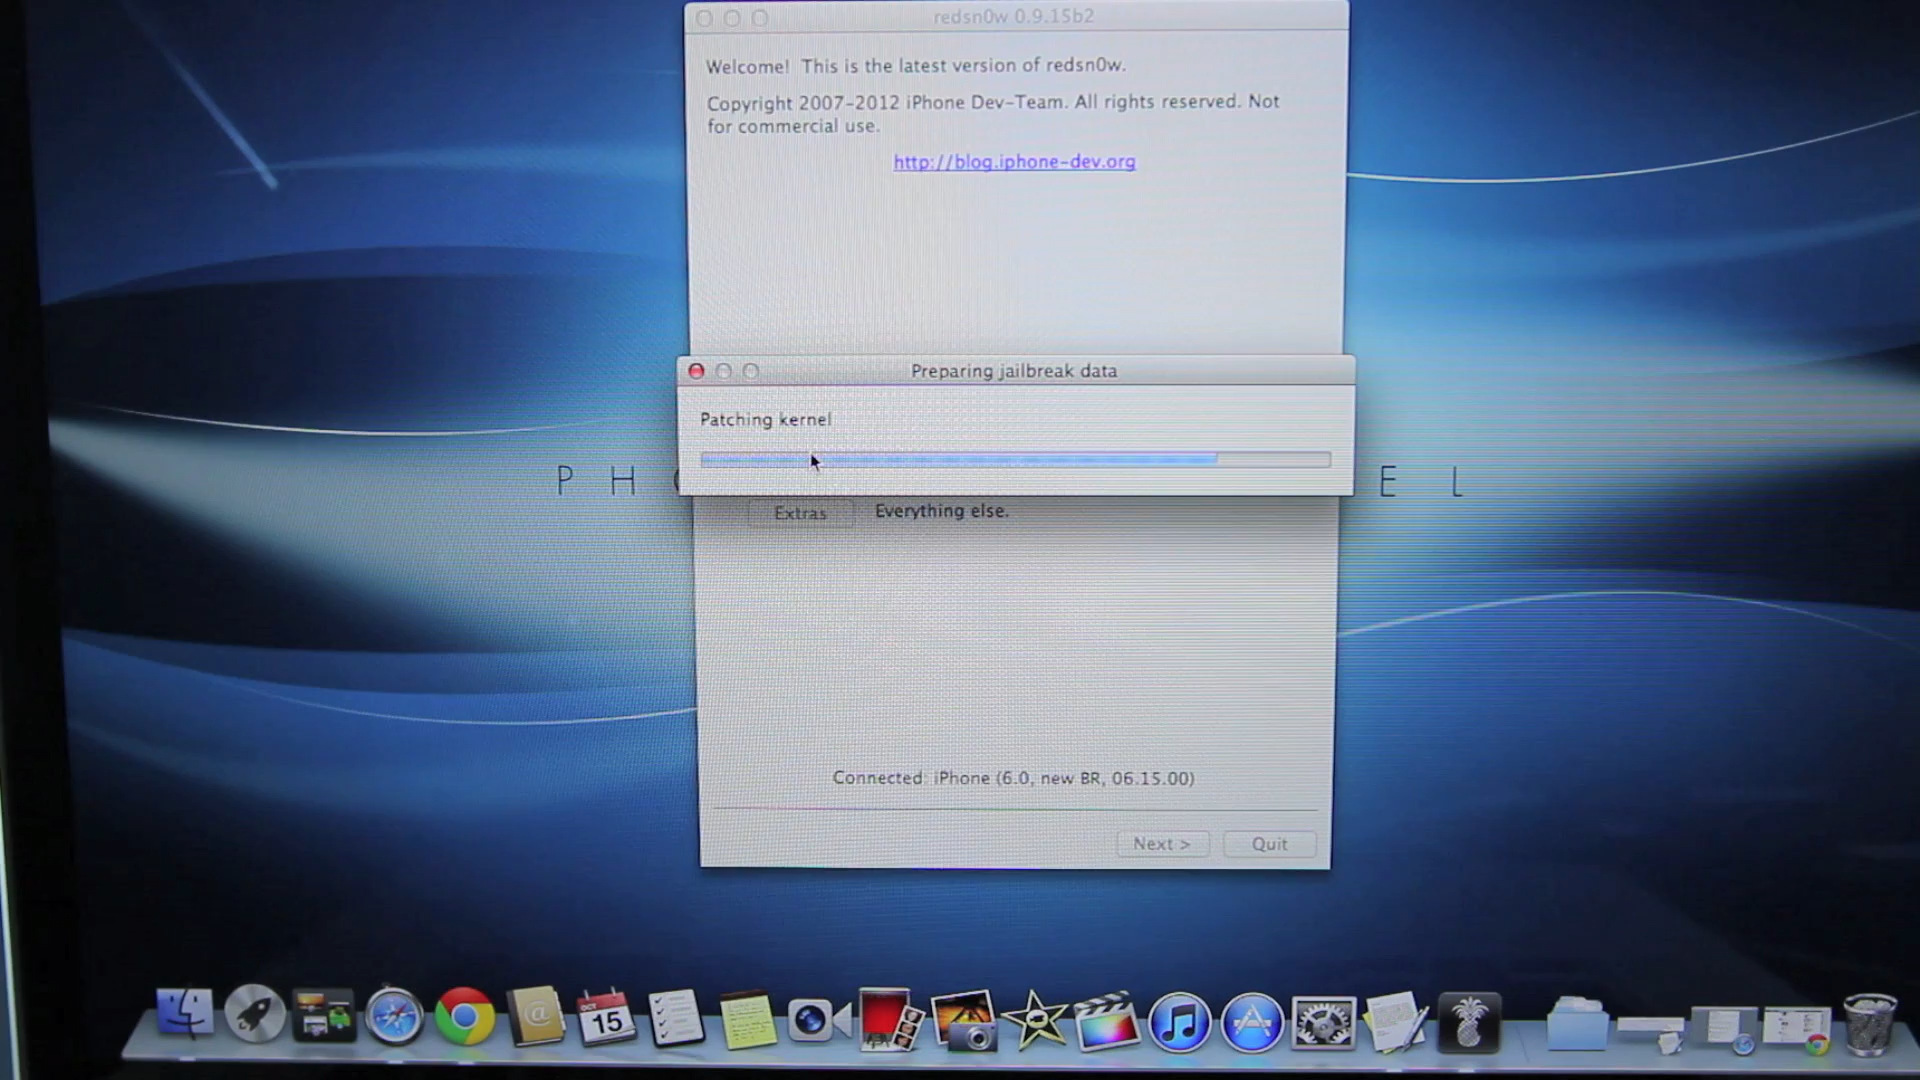 redsn0w 0.9.15b2
Welcome! This is the latest version of redsn0w.
Copyright 2007-2012 iPhone Dev-Team. All rights reserved. Not
for commercial use.
http://blog.iphone-dev.org
Preparing jailbreak data
Patching kernel
P H
E L
Extras Everything else.
Connected: iPhone (6.0, new BR, 06.15.00)
Next > Quit
OCT
15